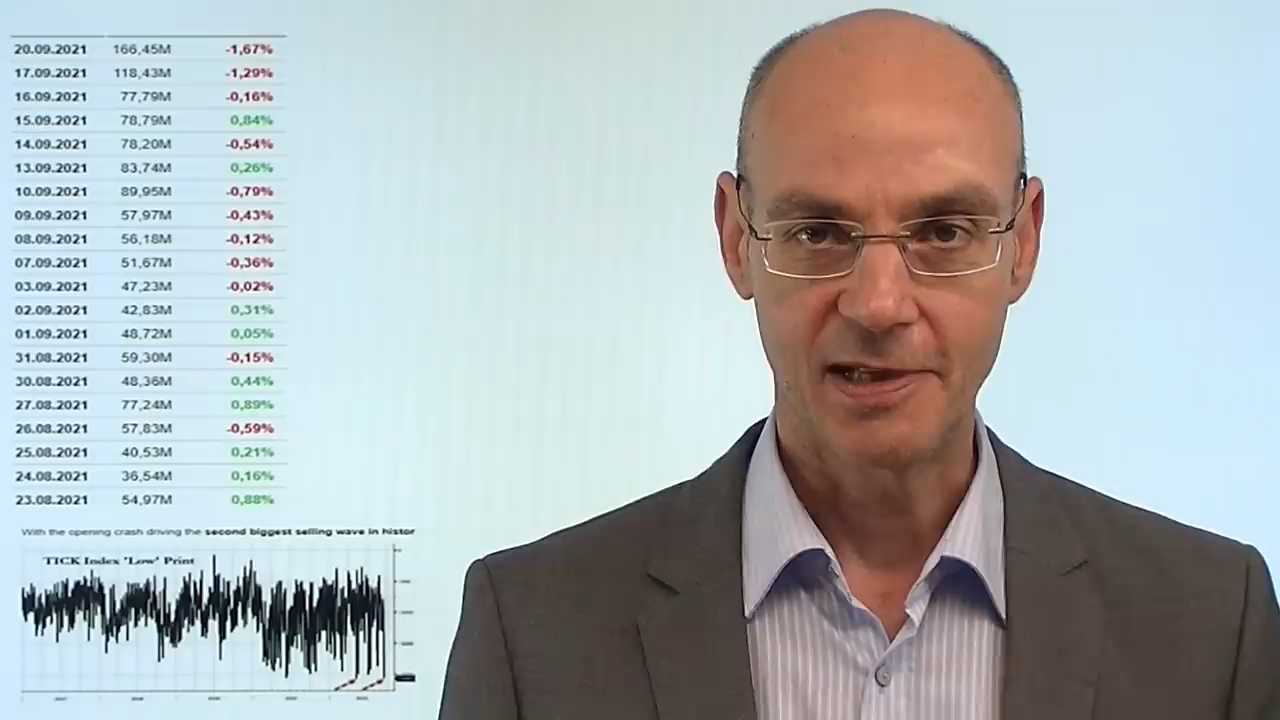 20.09.2021 166,45M -1,67%
17.09.2021 118,43M -1,29%
16.09.2021 77,79M -0,16%
15.09.2021 78,79M 0,84%
14.09.2021 78,20M -0,54%
13.09.2021 83,74M 0,26%
10.09.2021 89,95M -0,79%
09.09.2021 57,97M -0,43%
08.09.2021 56,18M -0,12%
07.09.2021 51,67M -0,36%
03.09.2021 47,23M -0,02%
02.09.2021 42,83M 0,31%
01.09.2021 48,72M 0,05%
31.08.2021 59,30M -0,15%
30.08.2021 48,36M 0,44%
27.08.2021 77,24M 0,89%
26.08.2021 57,83M -0,59%
25.08.2021 40,53M 0,21%
24.08.2021 36,54M 0,16%
23.08.2021 54,97M 0,88%
With the opening crash driving the second biggest selling wave in histor
TICK Index 'Low' Print